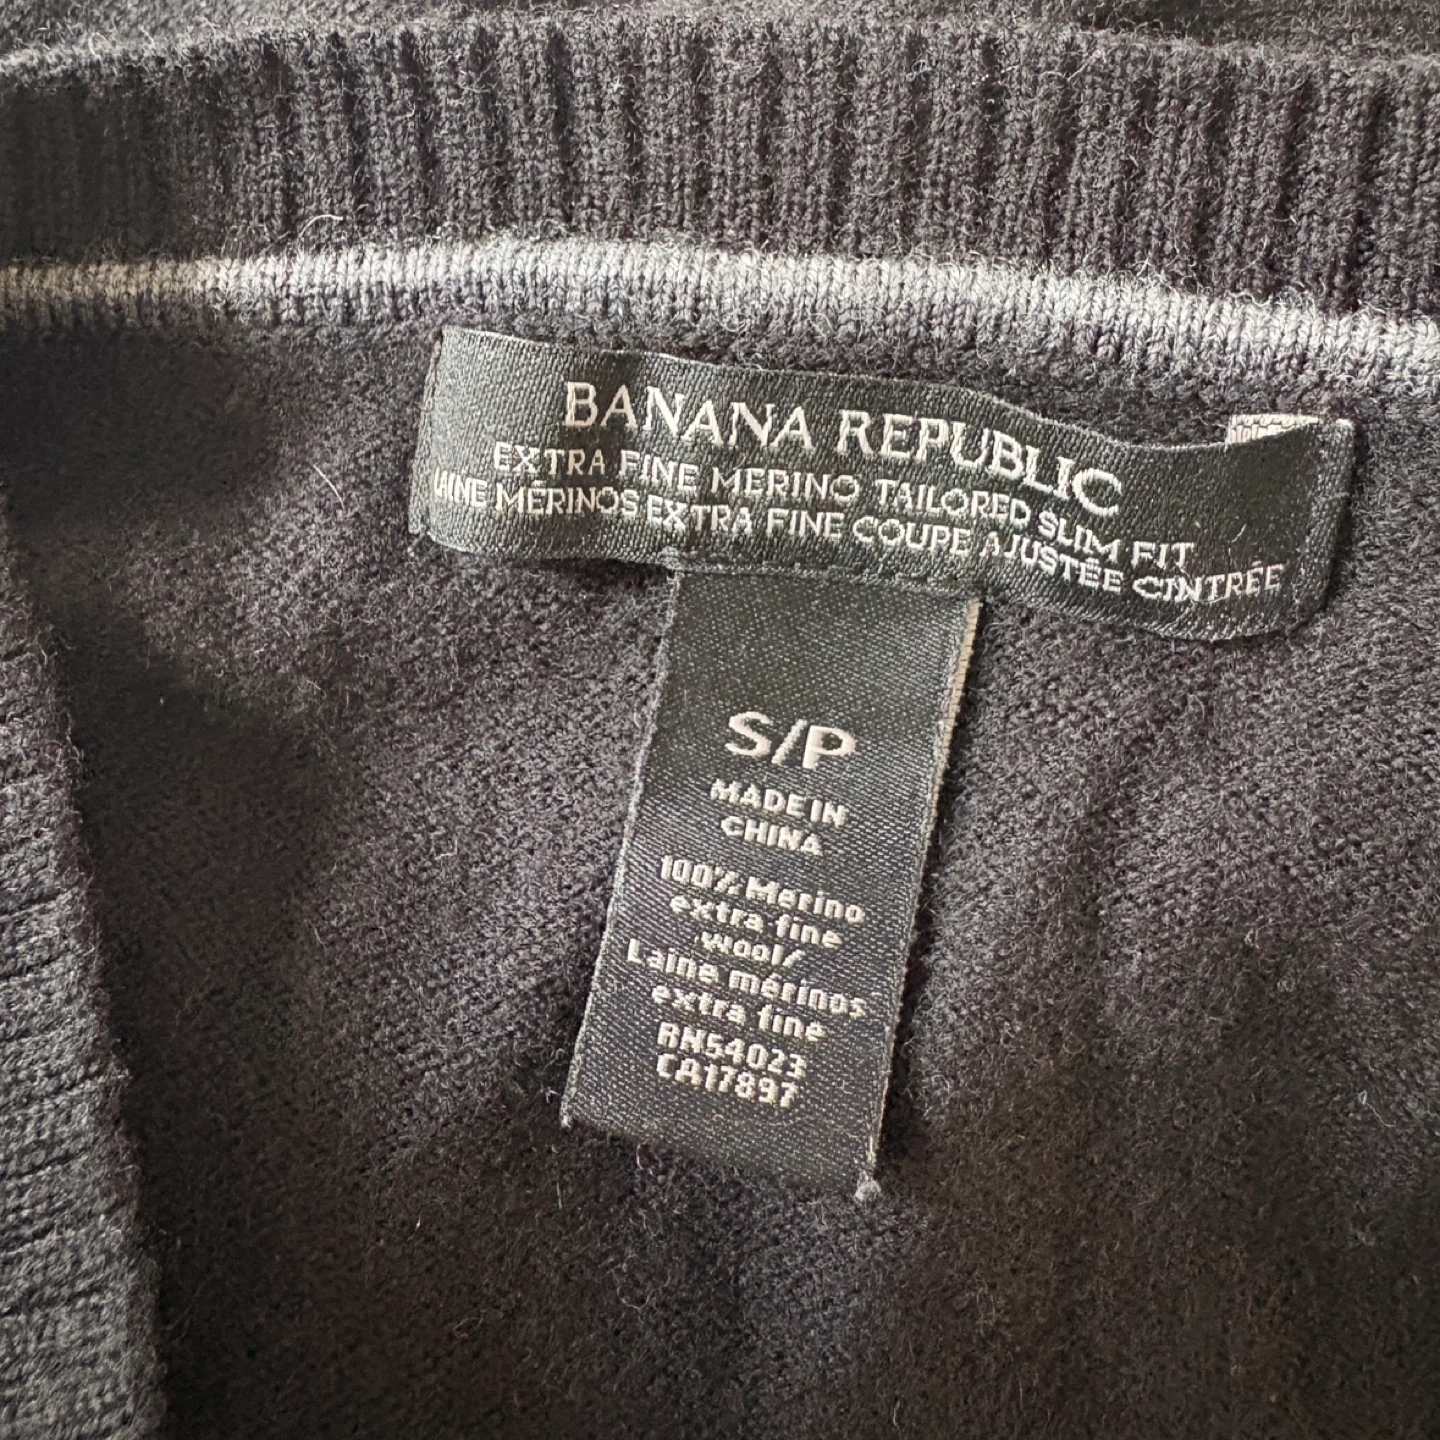 BANANA REPUBLIC
EXTRA FINE MERINO TAILORED SLIM FIT
LAINE MÉRINOS EXTRA FINE COUPE AJUSTÉE CINTRÉE
S/P
MADE IN
CHINA
100% Merino
extra fine
wool/
Laine mérinos
extra fine
RN54023
CA17897